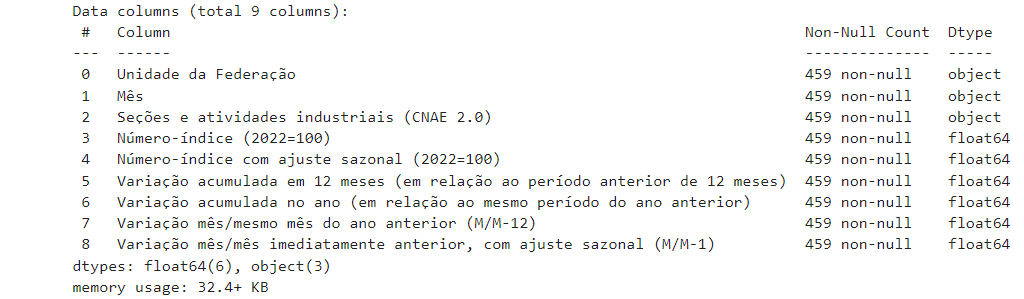 Data columns (total 9 columns):
 #   Column                                                                       Non-Null Count  Dtype
---  ------                                                                       --------------  -----
 0   Unidade da Federação                                                         459 non-null    object
 1   Mês                                                                          459 non-null    object
 2   Seções e atividades industriais (CNAE 2.0)                                   459 non-null    object
 3   Número-índice (2022=100)                                                     459 non-null    float64
 4   Número-índice com ajuste sazonal (2022=100)                                  459 non-null    float64
 5   Variação acumulada em 12 meses (em relação ao período anterior de 12 meses)  459 non-null    float64
 6   Variação acumulada no ano (em relação ao mesmo período do ano anterior)      459 non-null    float64
 7   Variação mês/mesmo mês do ano anterior (M/M-12)                              459 non-null    float64
 8   Variação mês/mês imediatamente anterior, com ajuste sazonal (M/M-1)          459 non-null    float64
dtypes: float64(6), object(3)
memory usage: 32.4+ KB